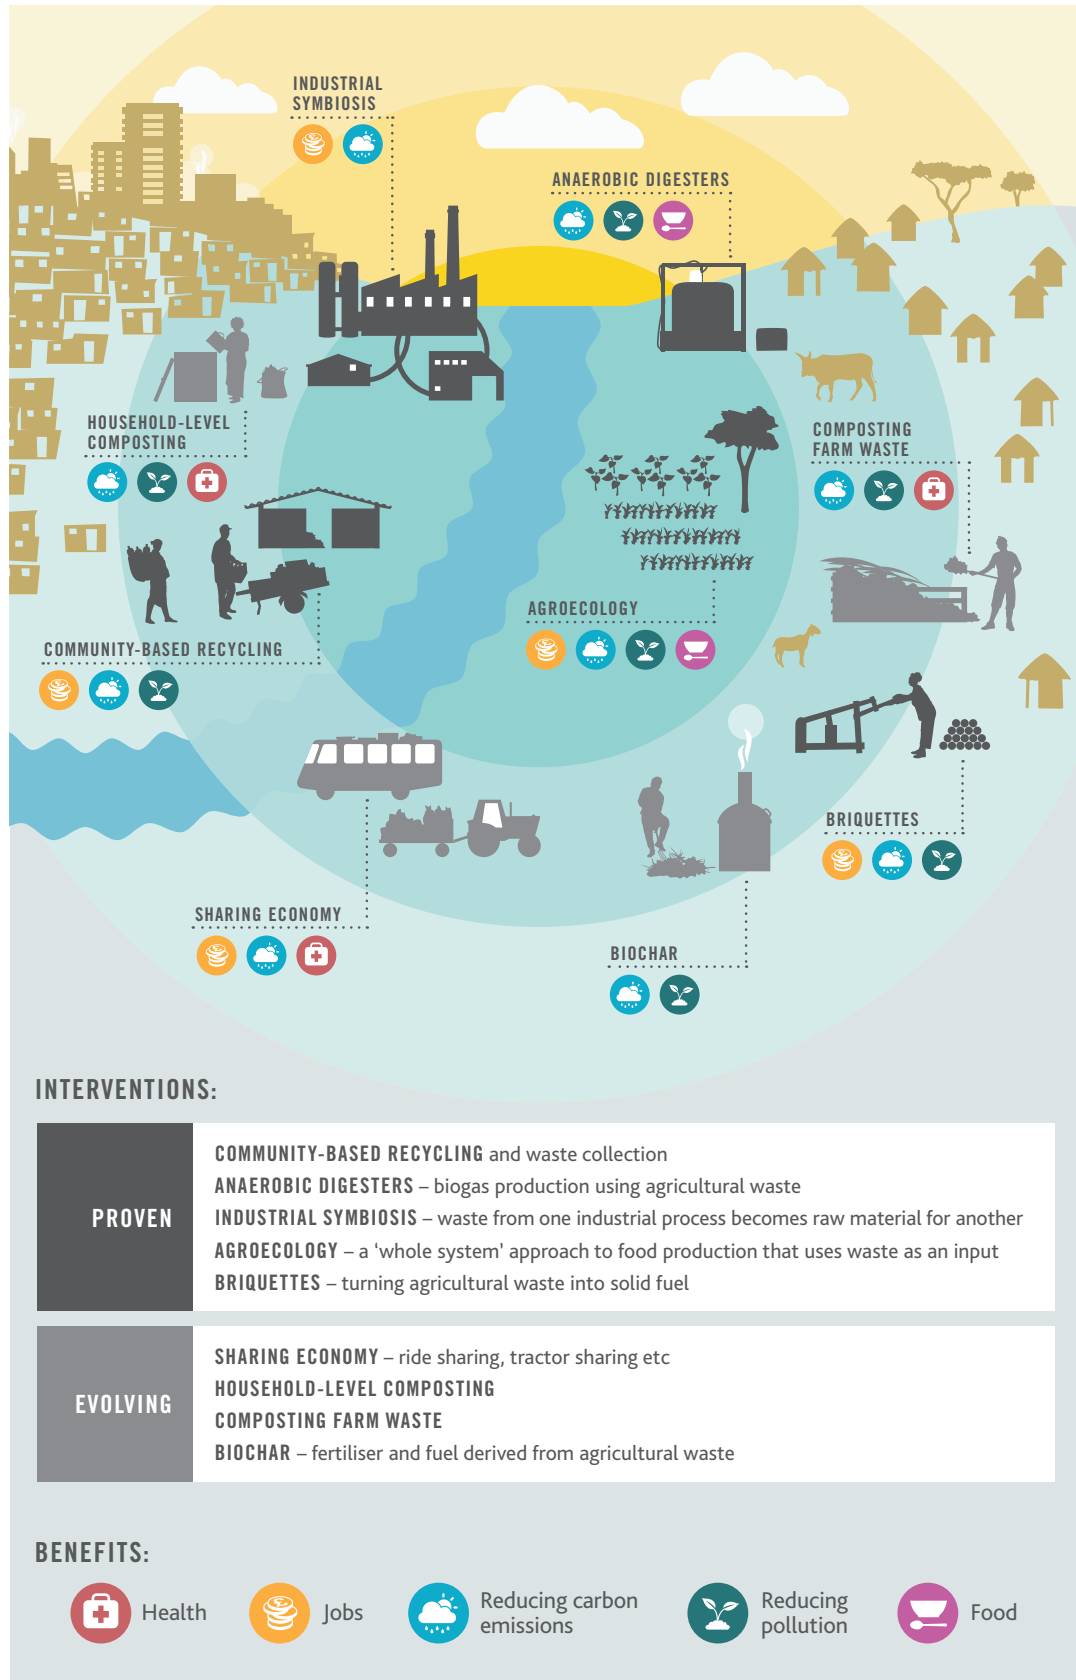 INDUSTRIAL
SYMBIOSIS
ANAEROBIC DIGESTERS
HOUSEHOLD-LEVEL
COMPOSTING
COMPOSTING
FARM WASTE
AGROECOLOGY
COMMUNITY-BASED RECYCLING
BRIQUETTES
SHARING ECONOMY
BIOCHAR
INTERVENTIONS:
PROVEN
COMMUNITY-BASED RECYCLING and waste collection
ANAEROBIC DIGESTERS – biogas production using agricultural waste
INDUSTRIAL SYMBIOSIS – waste from one industrial process becomes raw material for another
AGROECOLOGY – a ‘whole system’ approach to food production that uses waste as an input
BRIQUETTES – turning agricultural waste into solid fuel
EVOLVING
SHARING ECONOMY – ride sharing, tractor sharing etc
HOUSEHOLD-LEVEL COMPOSTING
COMPOSTING FARM WASTE
BIOCHAR – fertiliser and fuel derived from agricultural waste
BENEFITS:
Health
Jobs
Reducing carbon
emissions
Reducing
pollution
Food